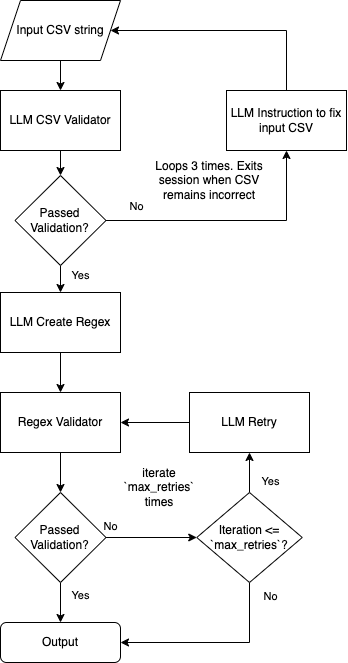 Input CSV string
LLM CSV Validator
LLM Instruction to fix
input CSV
Loops 3 times. Exits
session when CSV
remains incorrect
Passed
Validation?
No
Yes
LLM Create Regex
Regex Validator
LLM Retry
iterate
`max_retries`
times
Yes
Passed
Validation?
No
Iteration <=
`max_retries`?
Yes
No
Output